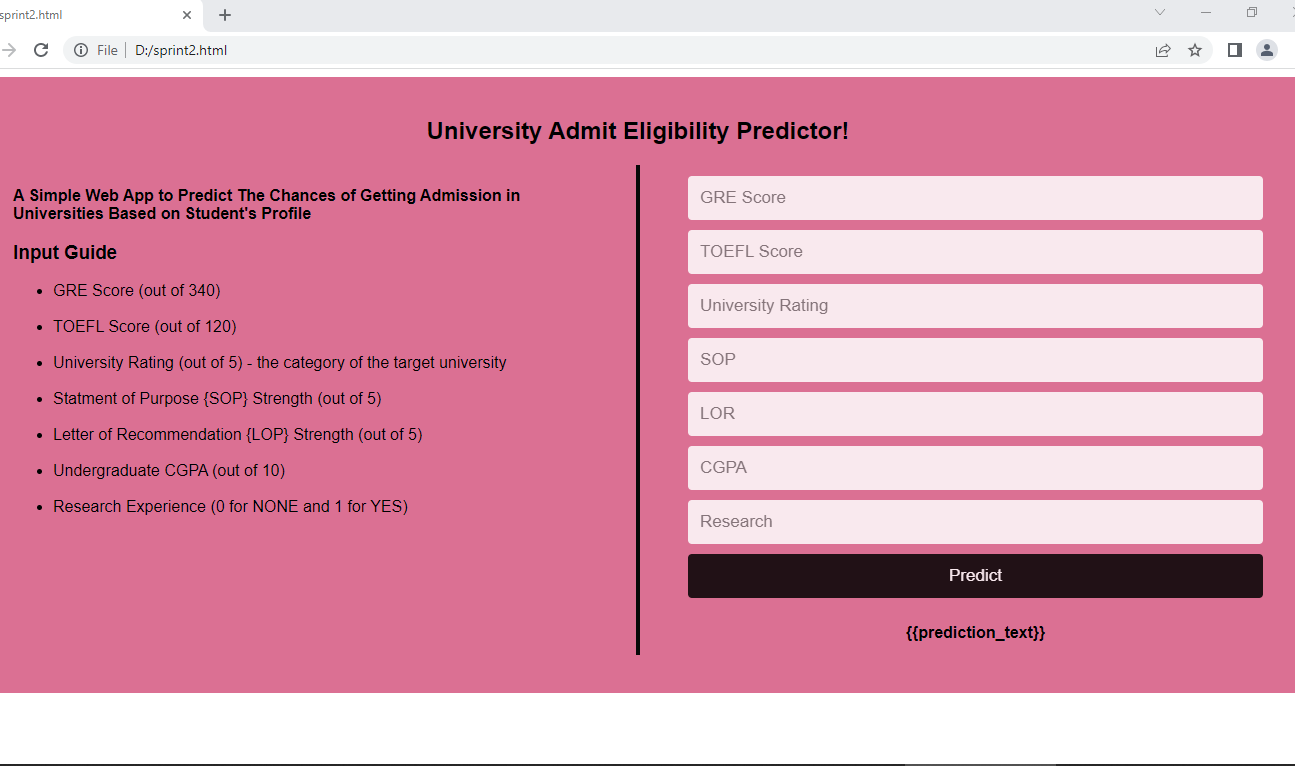 sprint2.html
File
D:/sprint2.html
University Admit Eligibility Predictor!
A Simple Web App to Predict The Chances of Getting Admission in
Universities Based on Student's Profile
Input Guide
GRE Score (out of 340)
TOEFL Score (out of 120)
University Rating (out of 5) - the category of the target university
Statment of Purpose {SOP} Strength (out of 5)
Letter of Recommendation {LOP} Strength (out of 5)
Undergraduate CGPA (out of 10)
Research Experience (0 for NONE and 1 for YES)
GRE Score
TOEFL Score
University Rating
SOP
LOR
CGPA
Research
Predict
{{prediction_text}}